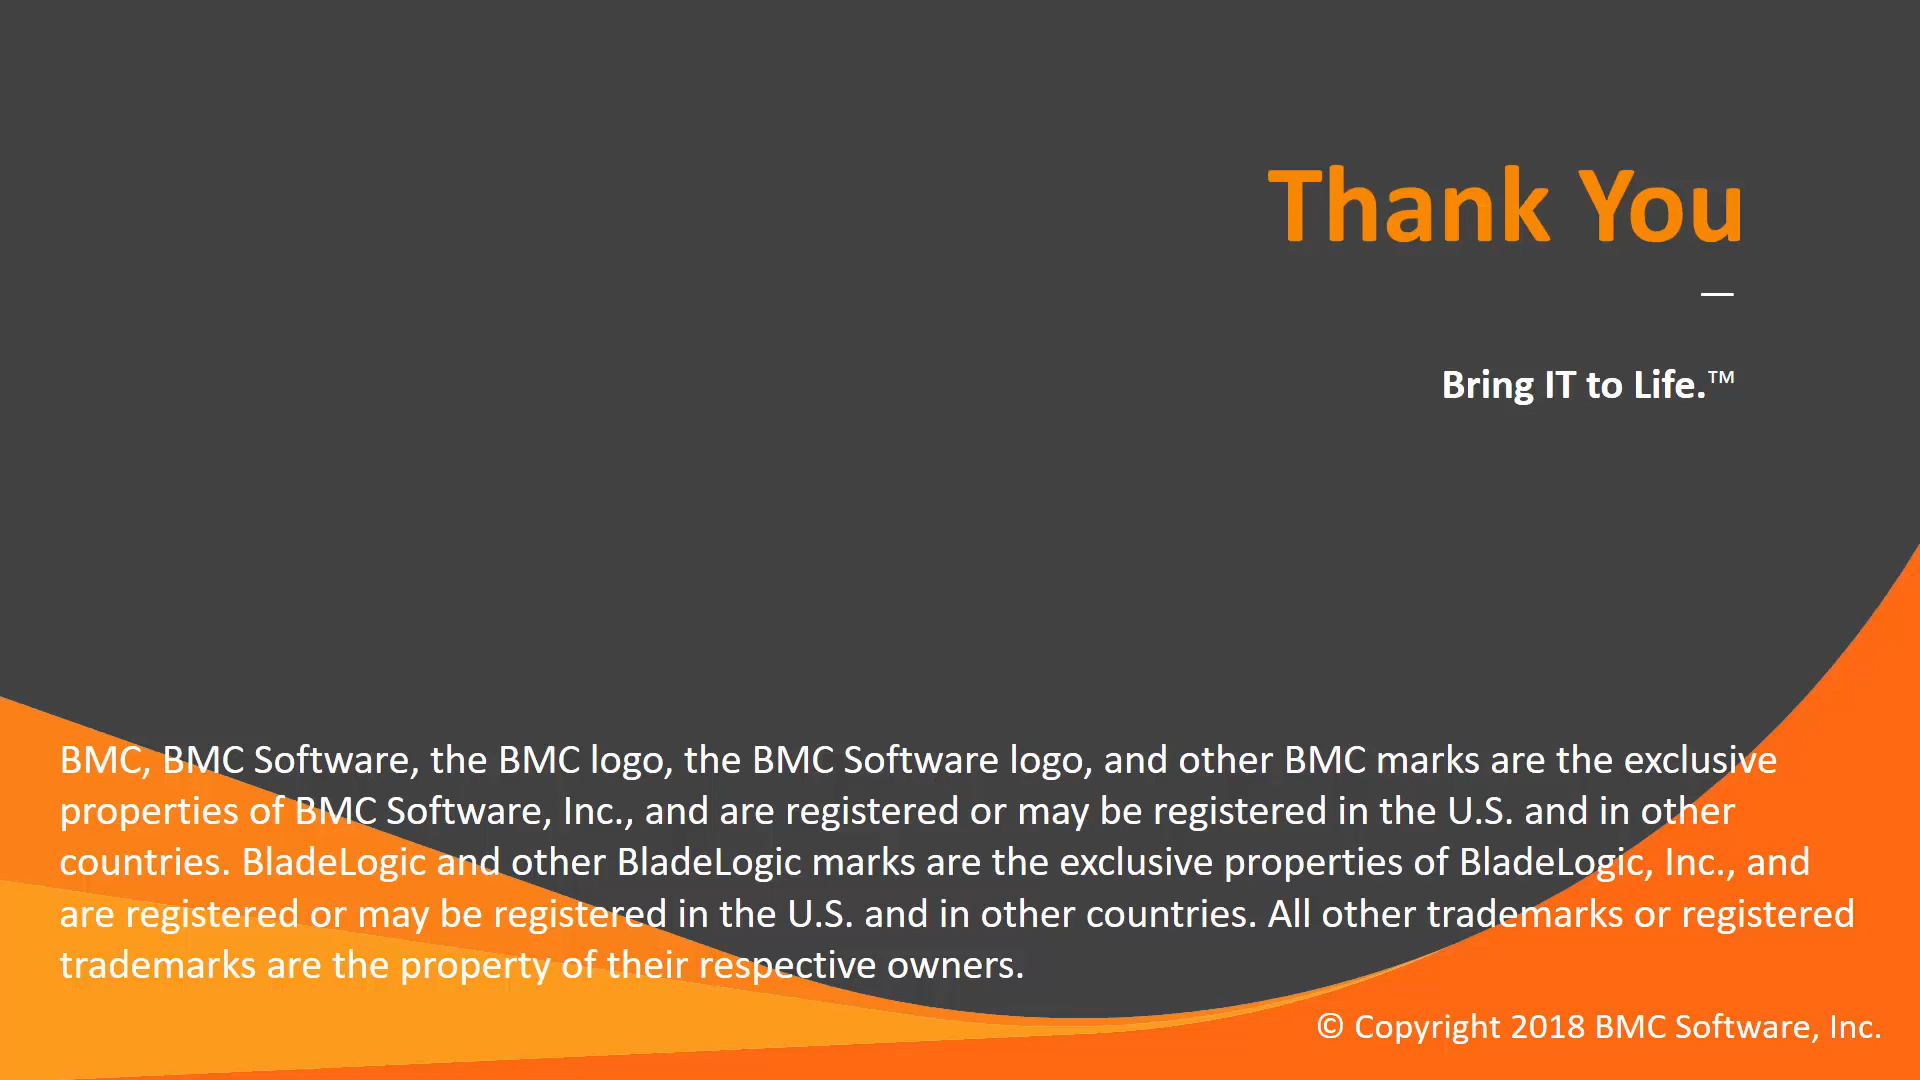 Thank You
—
Bring IT to Life.™
BMC, BMC Software, the BMC logo, the BMC Software logo, and other BMC marks are the exclusive
properties of BMC Software, Inc., and are registered or may be registered in the U.S. and in other
countries. BladeLogic and other BladeLogic marks are the exclusive properties of BladeLogic, Inc., and
are registered or may be registered in the U.S. and in other countries. All other trademarks or registered
trademarks are the property of their respective owners.
© Copyright 2018 BMC Software, Inc.